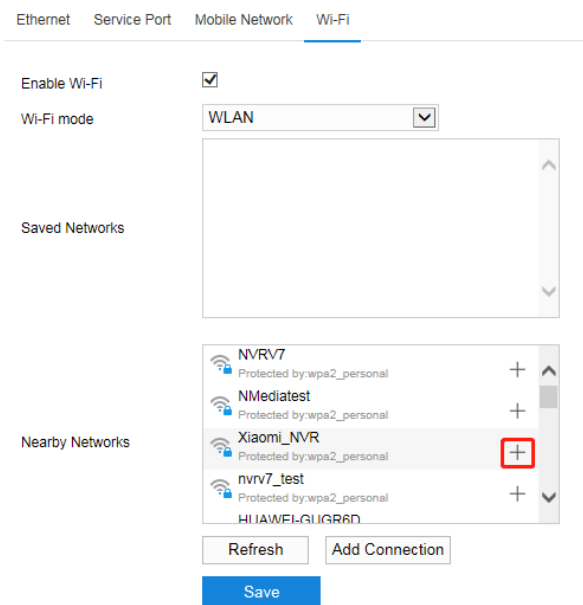 Ethernet Service Port Mobile Network Wi-Fi
Enable Wi-Fi
Wi-Fi mode WLAN
Saved Networks
Nearby Networks
NVRV7
Protected by:wpa2_personal
NMediatest
Protected by:wpa2_personal
Xiaomi_NVR
Protected by:wpa2_personal
nvrv7_test
Protected by:wpa2_personal
HUAWEI-GUGR6D
Refresh Add Connection
Save